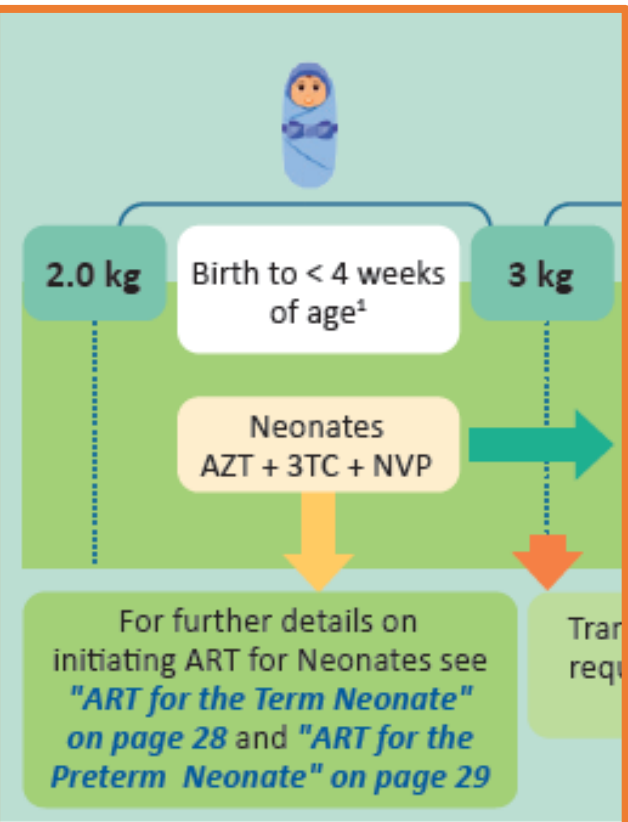 2.0 kg
Birth to < 4 weeks
of age¹
3 kg
Neonates
AZT + 3TC + NVP
For further details on
initiating ART for Neonates see
"ART for the Term Neonate"
on page 28 and "ART for the
Preterm Neonate" on page 29